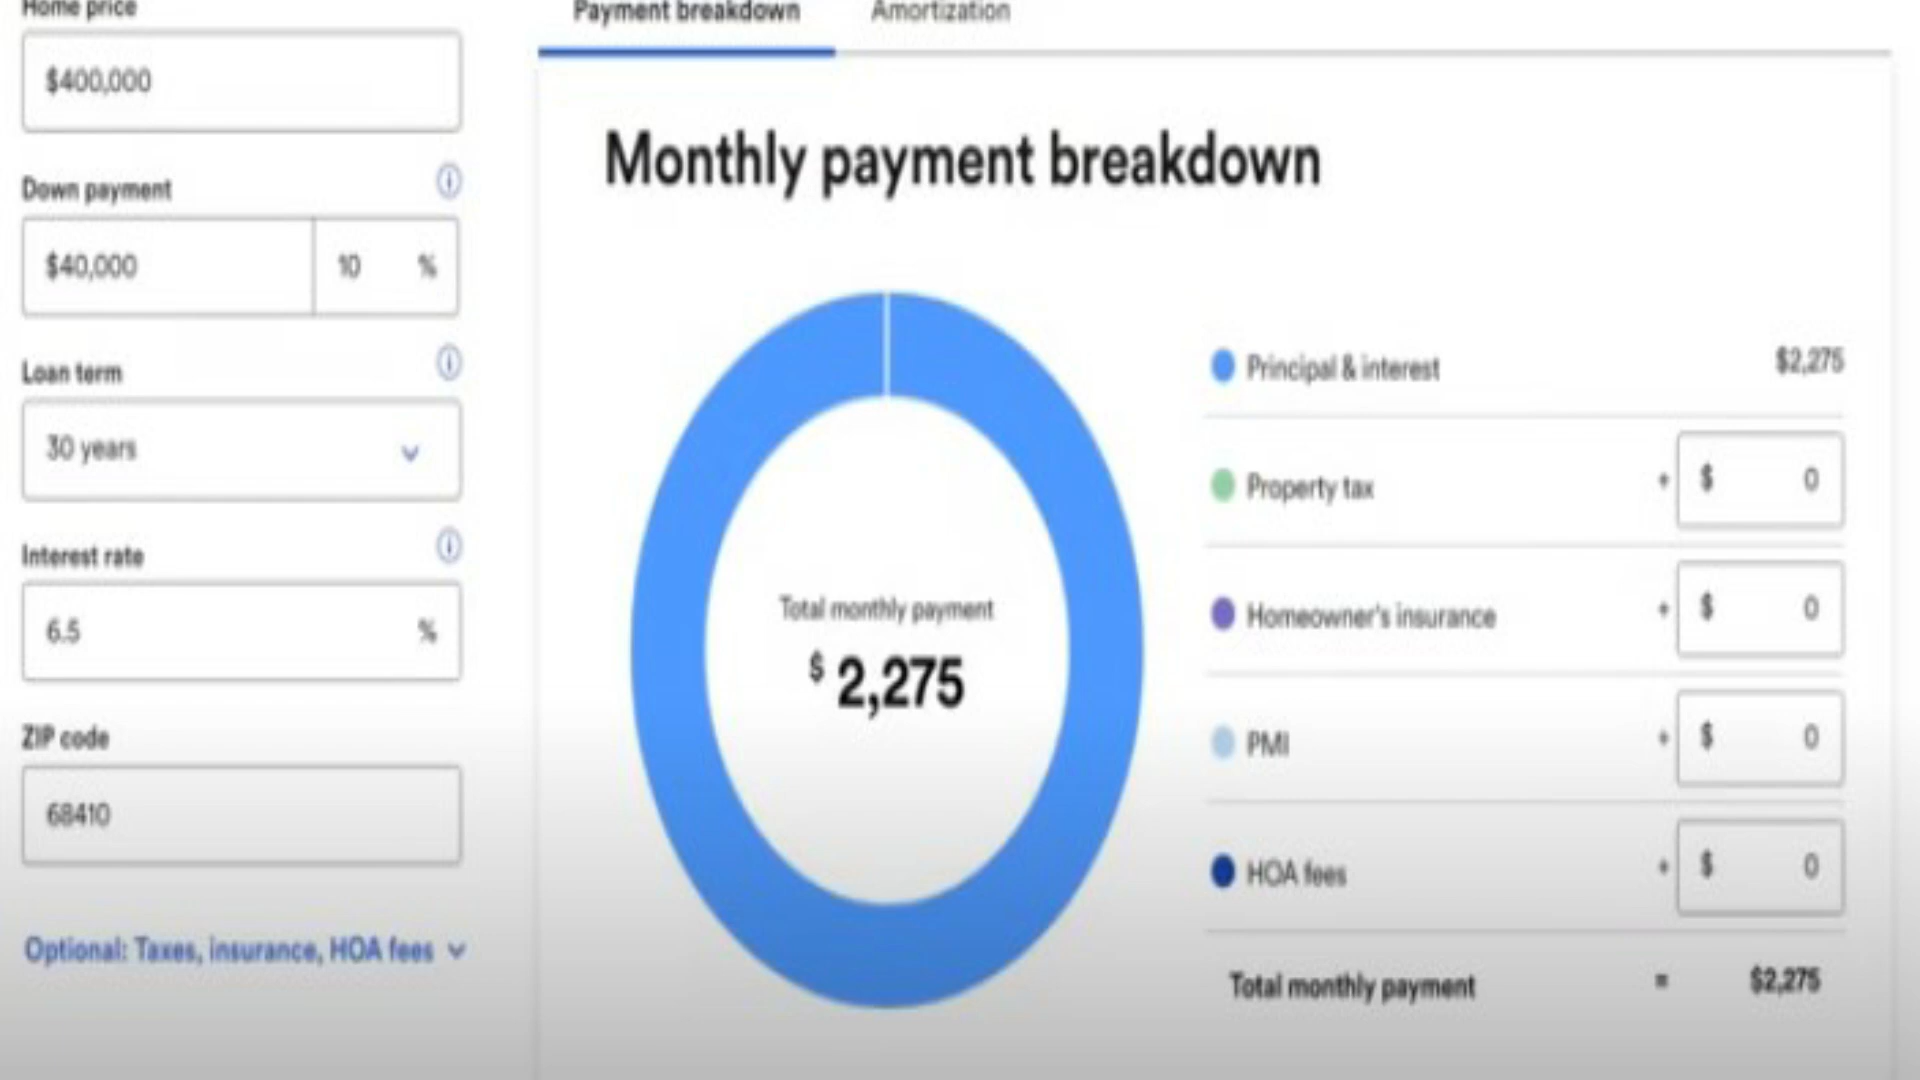 Home price
$400,000
Down payment
$40,000 10 %
Loan term
30 years
Interest rate
6.5 %
ZIP code
68410
Optional: Taxes, insurance, HOA fees
Payment breakdown Amortization
Monthly payment breakdown
Total monthly payment
$ 2,275
Principal & interest $2,275
Property tax + $ 0
Homeowner's insurance + $ 0
PMI + $ 0
HOA fees + $ 0
Total monthly payment = $2,275